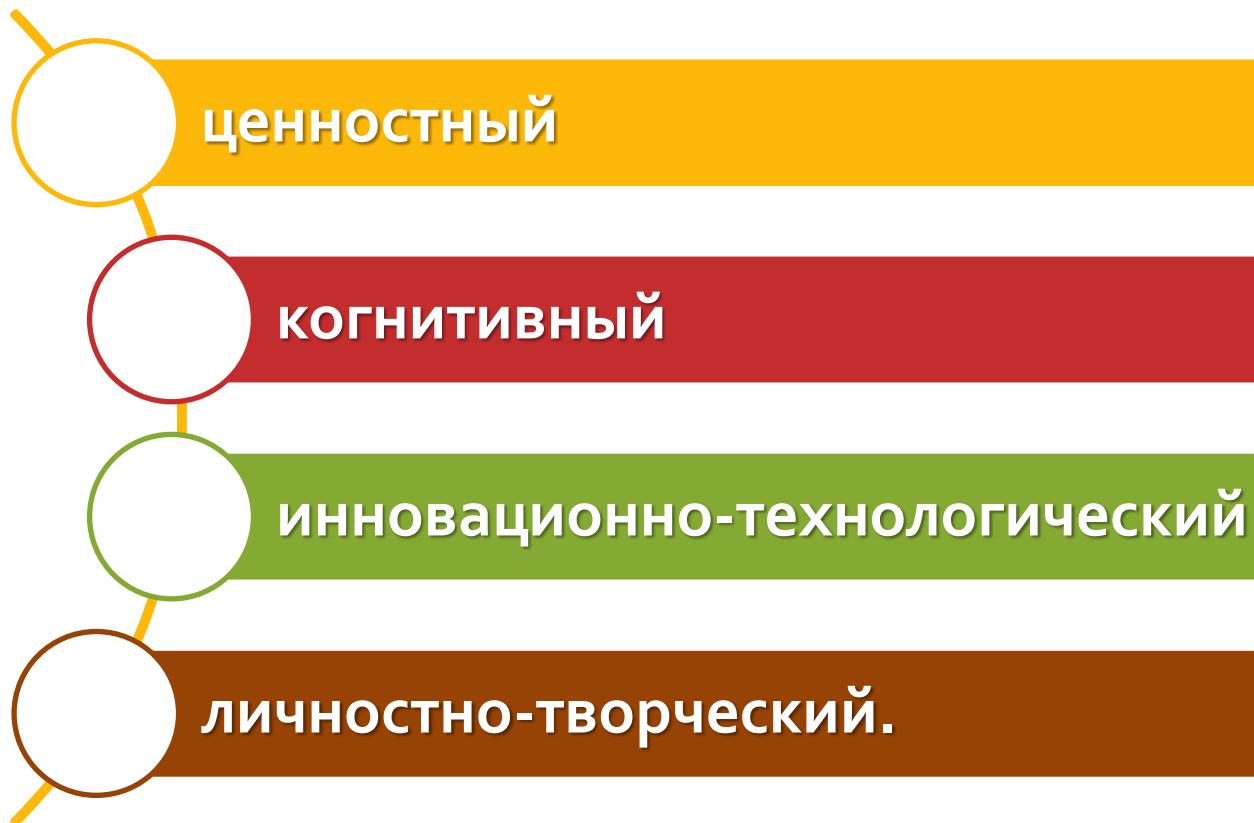 ценностный
когнитивный
инновационно-технологический
личностно-творческий.